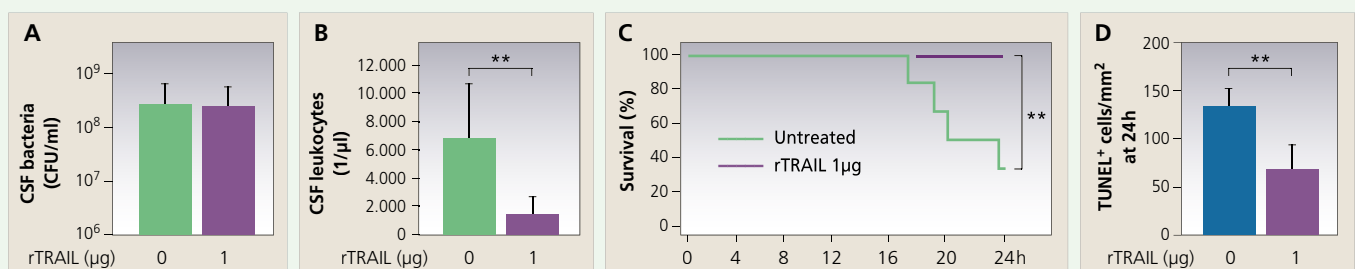 A
CSF bacteria
(CFU/ml)
10⁹
10⁸
10⁷
10⁶
rTRAIL (µg)
0
1
B
CSF leukocytes
(1/µl)
12.000
10.000
8.000
6.000
4.000
2.000
0
**
rTRAIL (µg)
0
1
C
Survival (%)
100
80
60
40
20
0
Untreated
rTRAIL 1µg
**
0 4 8 12 16 20 24h
D
TUNEL⁺ cells/mm²
at 24h
200
150
100
50
0
**
rTRAIL (µg)
0
1